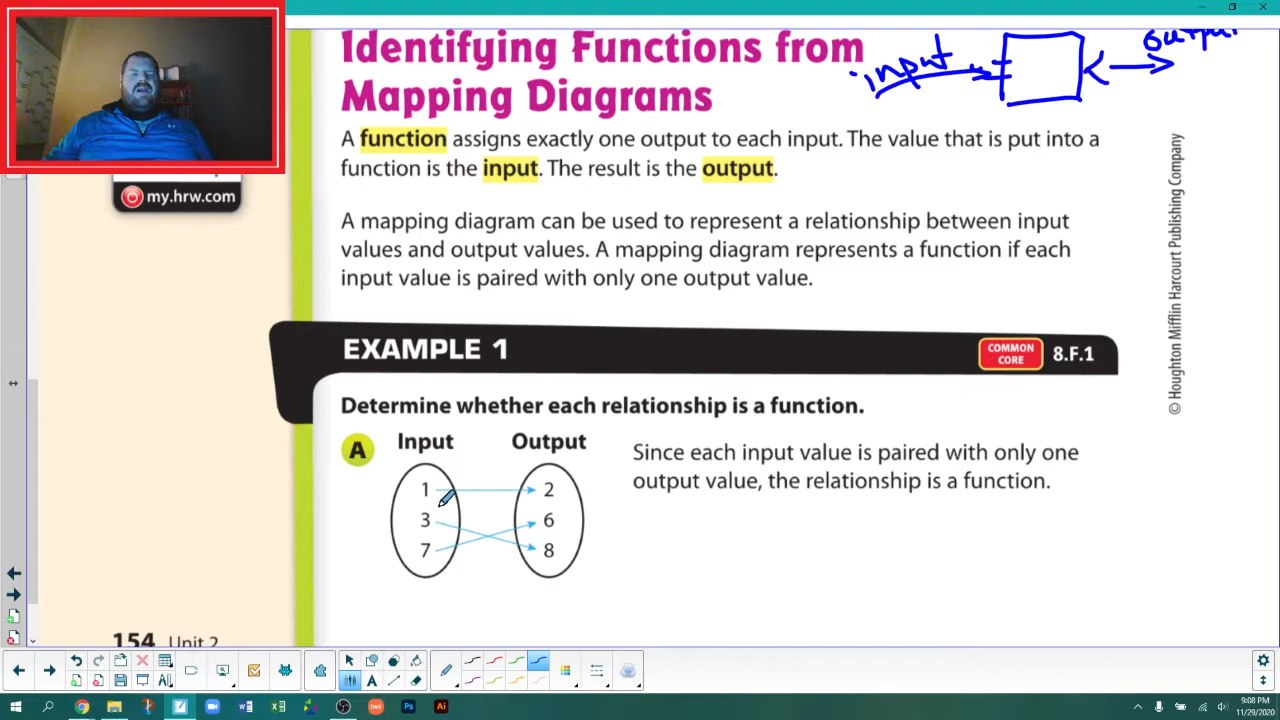 Identifying Functions from
Mapping Diagrams
input
output
A function assigns exactly one output to each input. The value that is put into a
function is the input. The result is the output.
my.hrw.com
A mapping diagram can be used to represent a relationship between input
values and output values. A mapping diagram represents a function if each
input value is paired with only one output value.
© Houghton Mifflin Harcourt Publishing Company
EXAMPLE 1
COMMON
CORE
8.F.1
Determine whether each relationship is a function.
A
Input
Output
1
3
7
2
6
8
Since each input value is paired with only one
output value, the relationship is a function.
154 Unit 2
9:08 PM
11/29/2020